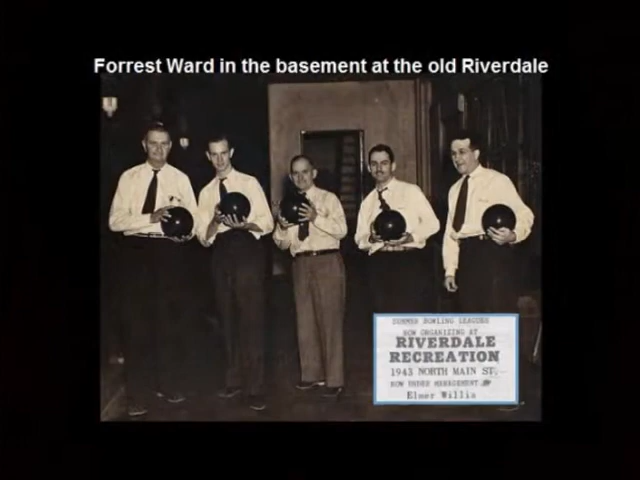 Forrest Ward in the basement at the old Riverdale
SUMMER BOWLING LEAGUES
NOW ORGANIZING AT
RIVERDALE
RECREATION
1943 NORTH MAIN ST.
NOW UNDER MANAGEMENT OF
Elmer Willis